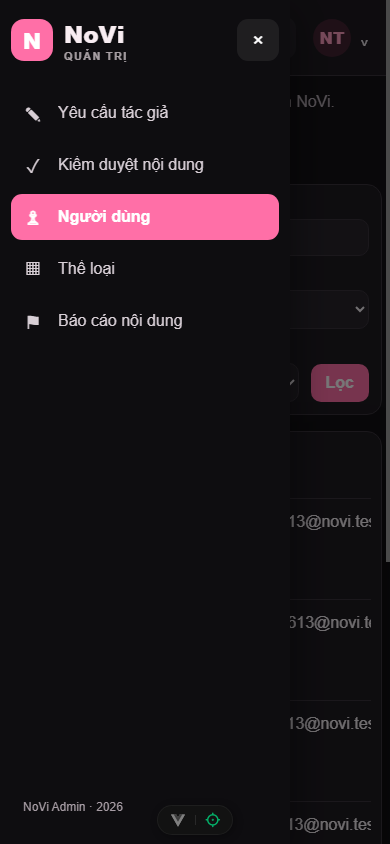 N NoVi
QUẢN TRỊ
×
NT
NoVi.
Yêu cầu tác giả
Kiểm duyệt nội dung
Người dùng
Thể loại
Báo cáo nội dung
Lọc
13@novi.tes
613@novi.te
13@novi.tes
13@novi.tes
NoVi Admin · 2026